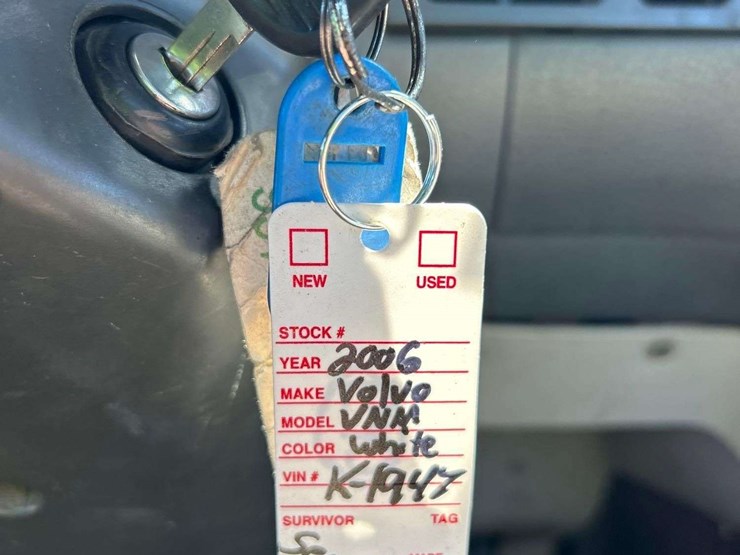 NEW USED
STOCK #
YEAR 2006
MAKE Volvo
MODEL VNM
COLOR White
VIN # K-1947
SURVIVOR TAG